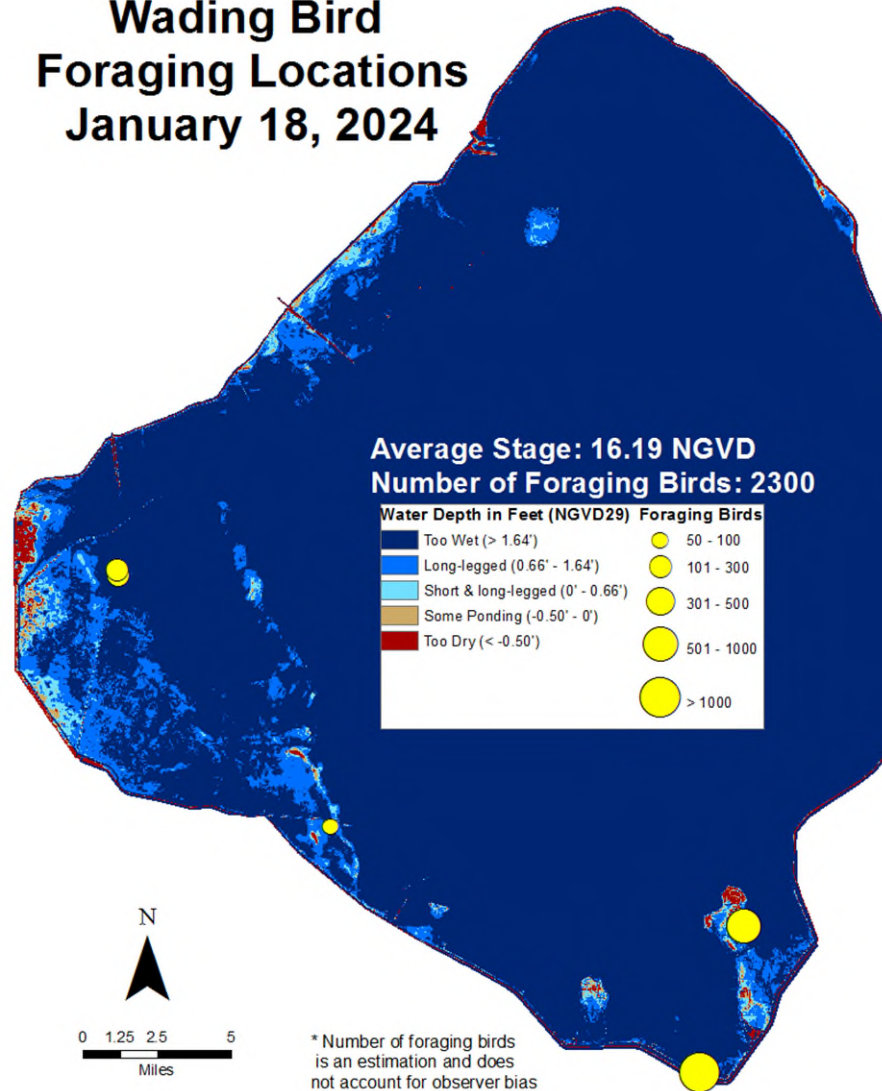 Wading Bird
Foraging Locations
January 18, 2024
Average Stage: 16.19 NGVD
Number of Foraging Birds: 2300
Water Depth in Feet (NGVD29) Foraging Birds
Too Wet (> 1.64')
Long-legged (0.66' - 1.64')
Short & long-legged (0' - 0.66')
Some Ponding (-0.50' - 0')
Too Dry (< -0.50')
50 - 100
101 - 300
301 - 500
501 - 1000
> 1000
N
0 1.25 2.5 5
Miles
* Number of foraging birds
is an estimation and does
not account for observer bias